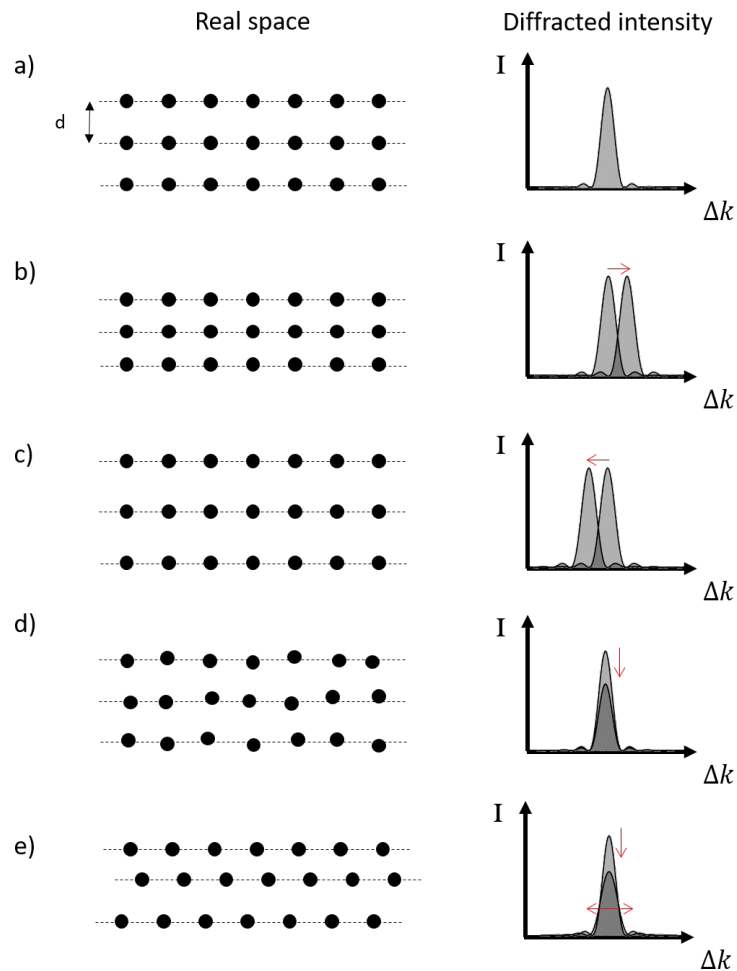 Real space
Diffracted intensity
a)
d
I
Δk
b)
I
Δk
c)
I
Δk
d)
I
Δk
e)
I
Δk